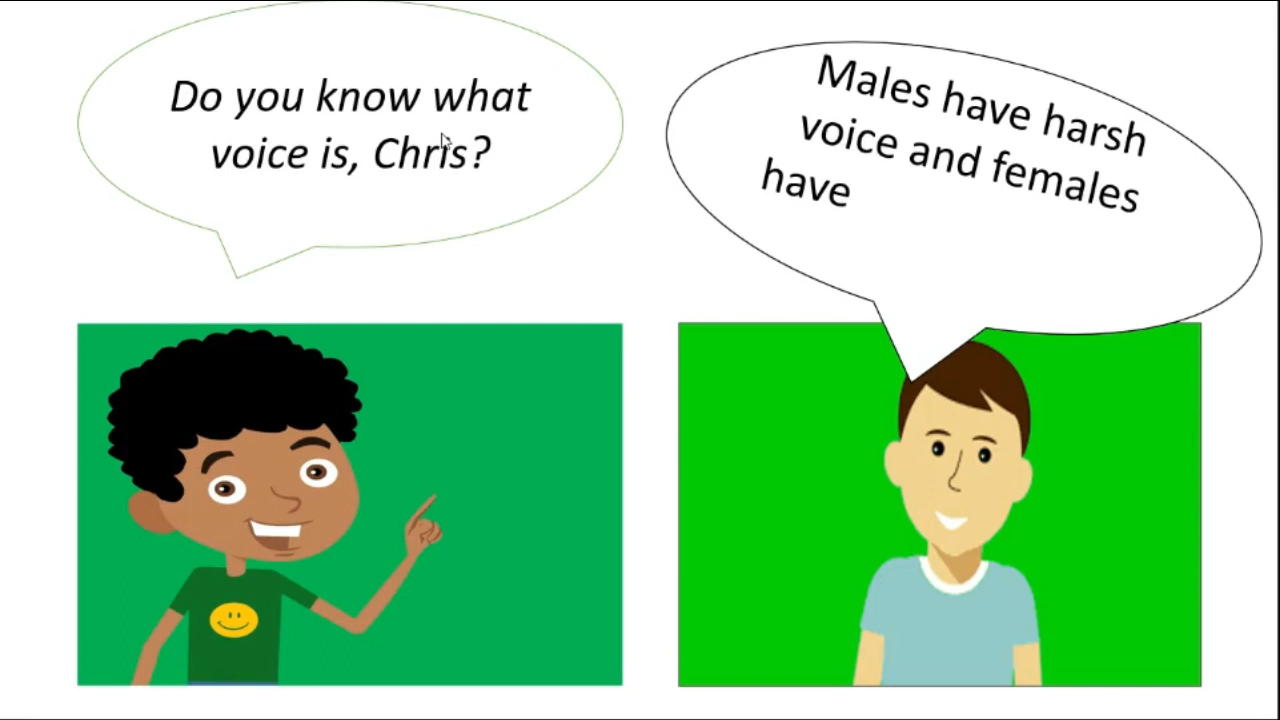 Do you know what
voice is, Chris?
Males have harsh
voice and females
have